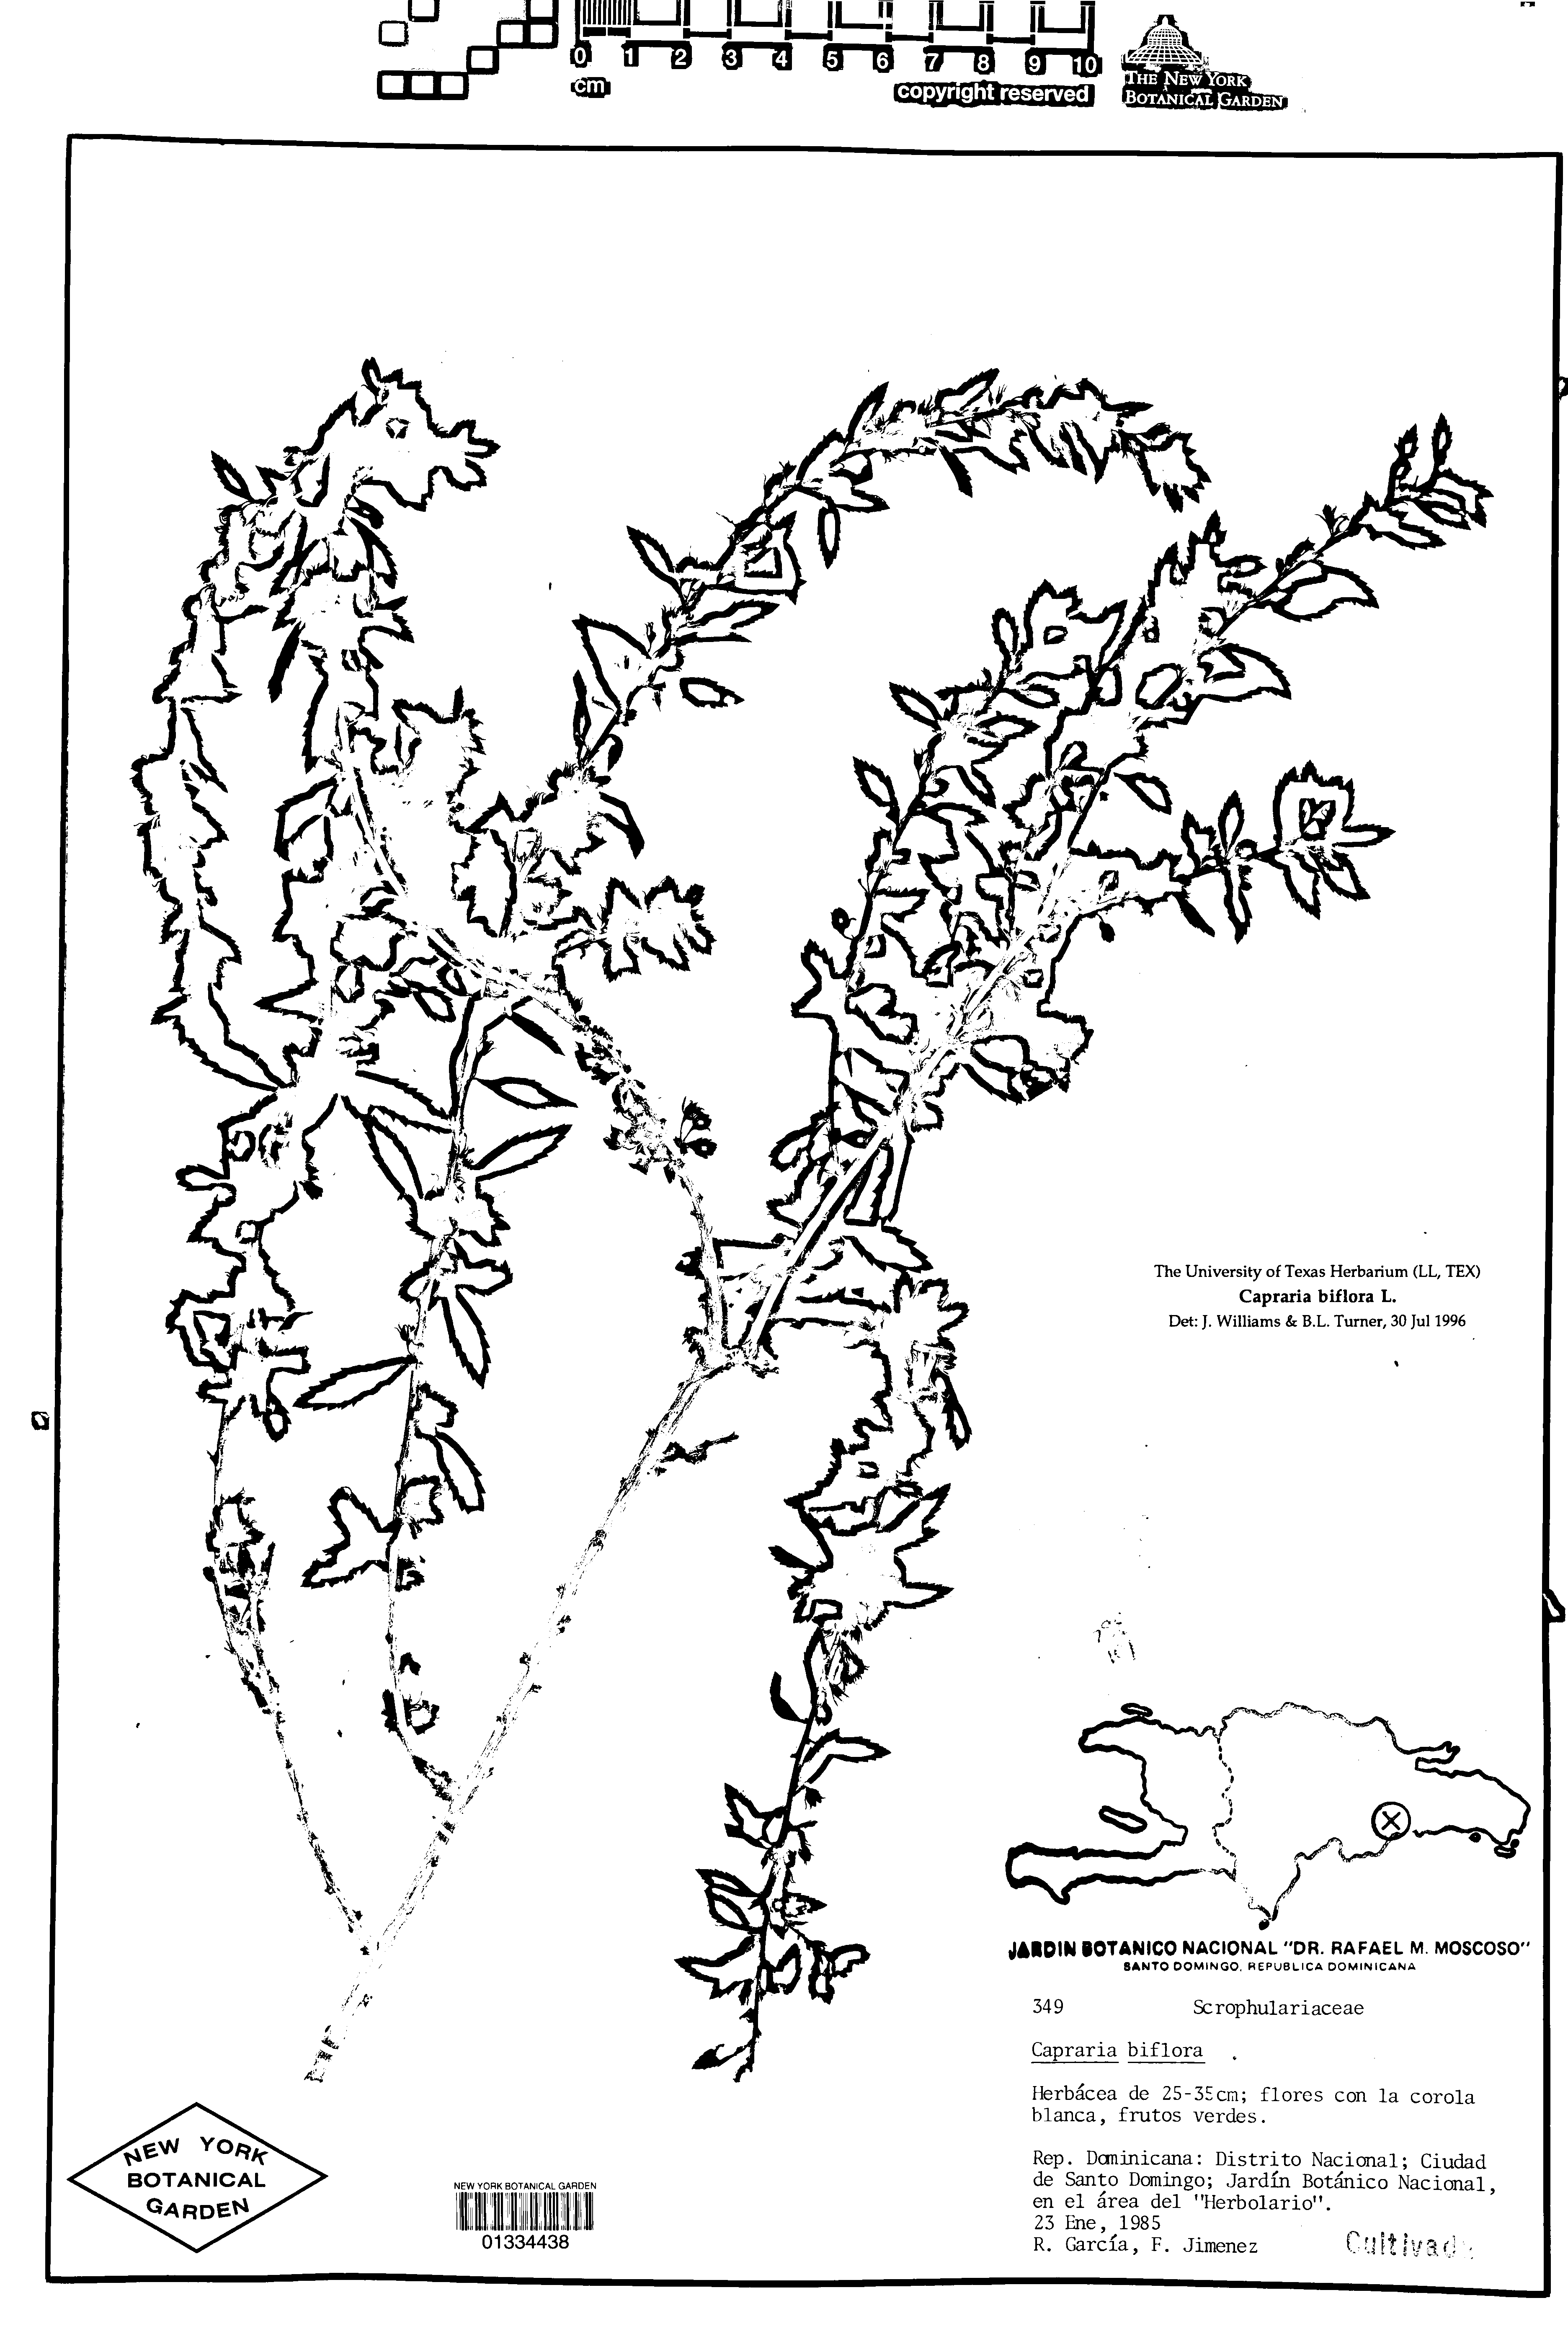 0 1 2 3 4 5 6 7 8 9 10
cm
copyright reserved
THE NEW YORK
BOTANICAL GARDEN
The University of Texas Herbarium (LL, TEX)
Capraria biflora L.
Det: J. Williams & B.L. Turner, 30 Jul 1996
JARDIN BOTANICO NACIONAL "DR. RAFAEL M. MOSCOSO"
SANTO DOMINGO, REPUBLICA DOMINICANA
349 Scrophulariaceae
Capraria biflora .
Herbácea de 25-35cm; flores con la corola
blanca, frutos verdes.
Rep. Dominicana: Distrito Nacional; Ciudad
de Santo Domingo; Jardín Botánico Nacional,
en el área del "Herbolario".
23 Ene, 1985
R. García, F. Jimenez
NEW YORK
BOTANICAL
GARDEN
NEW YORK BOTANICAL GARDEN
01334438